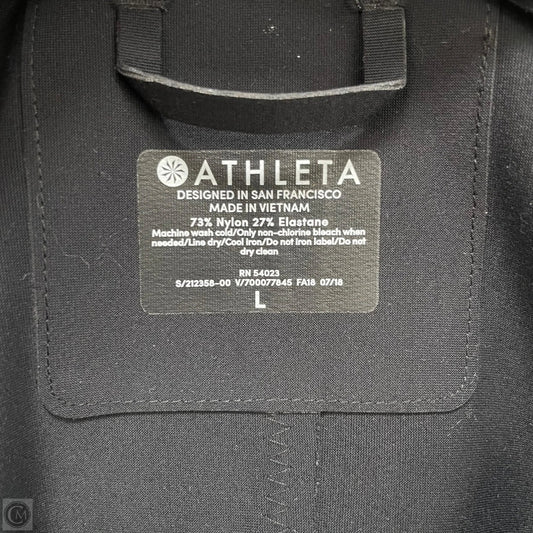 ATHLETA
DESIGNED IN SAN FRANCISCO
MADE IN VIETNAM
73% Nylon 27% Elastane
Machine wash cold/Only non-chlorine bleach when
needed/Line dry/Cool Iron/Do not iron label/Do not
dry clean
RN 54023
S/212358-00 V/700077845 FA18 07/18
L
CM